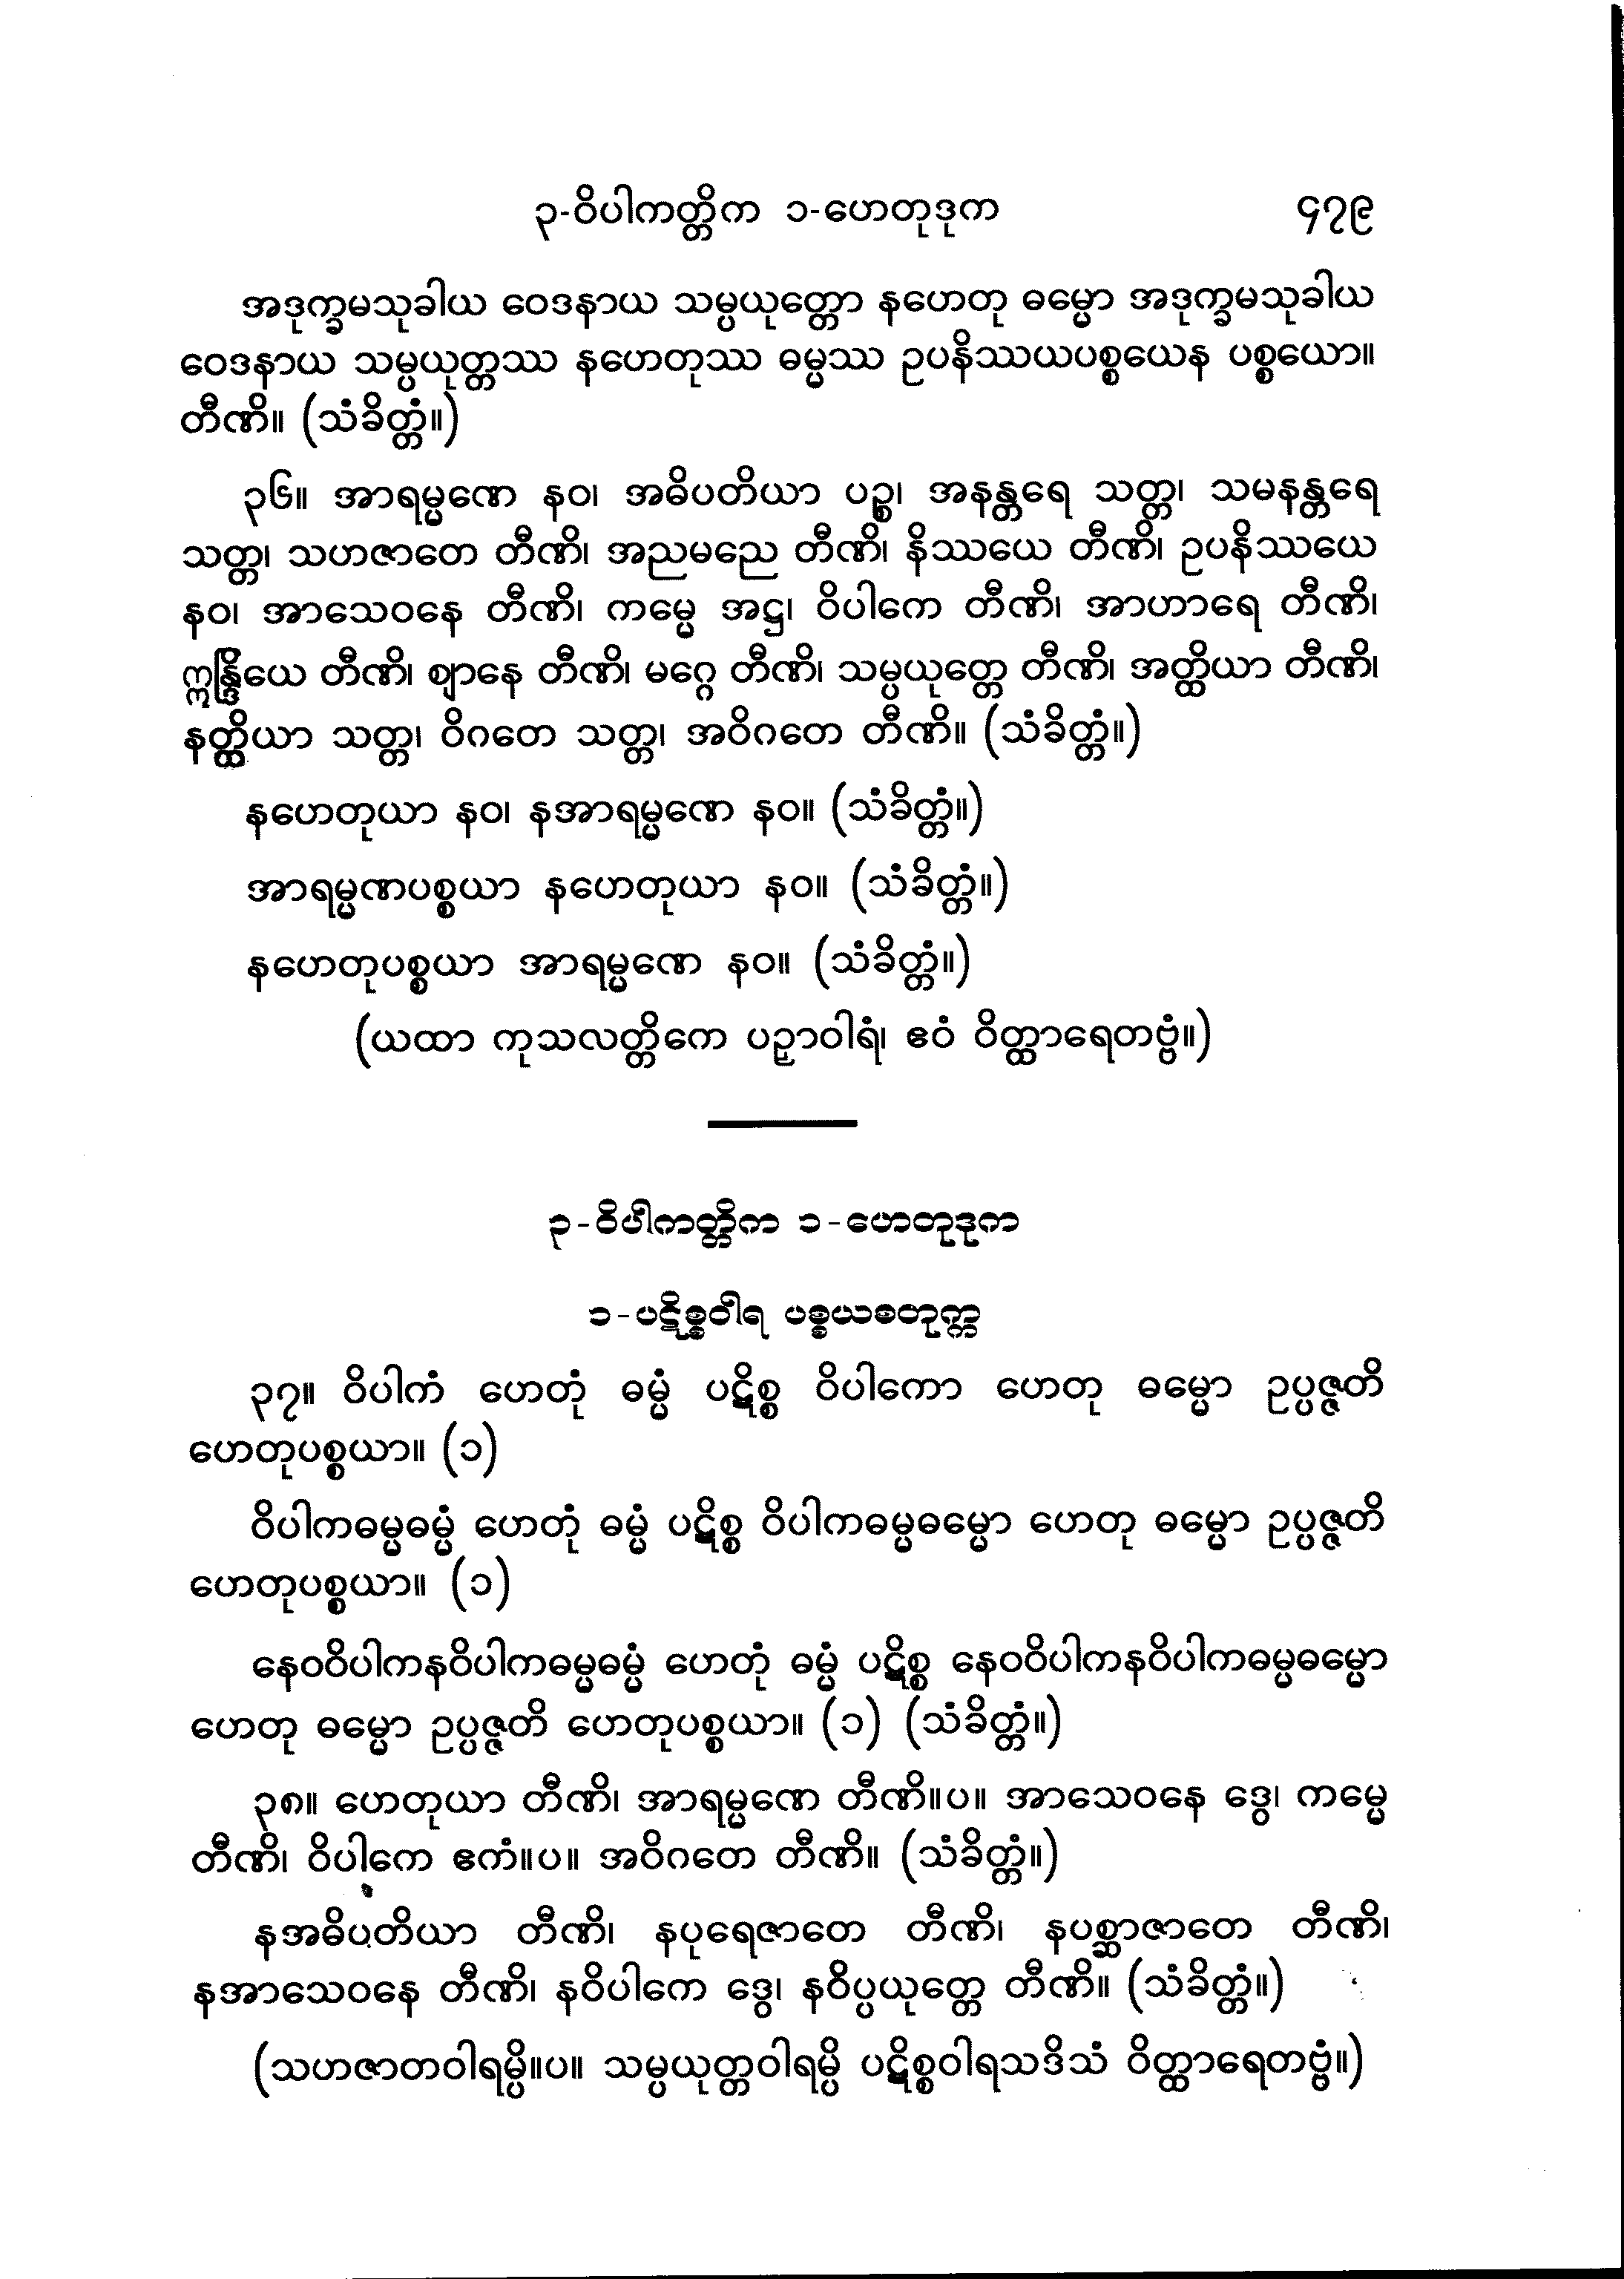 ၃-ဝိပါကတ္တိက ၁-ဟေတုဒုက ၄၇၉
အဒုက္ခမသုခါယ ဝေဒနာယ သမ္ပယုတ္တော နဟေတု ဓမ္မော အဒုက္ခမသုခါယ
ဝေဒနာယ သမ္ပယုတ္တဿ နဟေတုဿ ဓမ္မဿ ဥပနိဿယပစ္စယေန ပစ္စယော။
တီဏိ။ (သံခိတ္တံ။)
၃၆။ အာရမ္မဏေ နဝ၊ အဓိပတိယာ ပဉ္စ၊ အနန္တရေ သတ္တ၊ သမနန္တရေ
သတ္တ၊ သဟဇာတေ တီဏိ၊ အညမညေ တီဏိ၊ နိဿယေ တီဏိ၊ ဥပနိဿယေ
နဝ၊ အာသေဝနေ တီဏိ၊ ကမ္မေ အဋ္ဌ၊ ဝိပါကေ တီဏိ၊ အာဟာရေ တီဏိ၊
ဣန္ဒြိယေ တီဏိ၊ ဈာနေ တီဏိ၊ မဂ္ဂေ တီဏိ၊ သမ္ပယုတ္တေ တီဏိ၊ အတ္ထိယာ တီဏိ၊
နတ္ထိယာ သတ္တ၊ ဝိဂတေ သတ္တ၊ အဝိဂတေ တီဏိ။ (သံခိတ္တံ။)
နဟေတုယာ နဝ၊ နအာရမ္မဏေ နဝ။ (သံခိတ္တံ။)
အာရမ္မဏပစ္စယာ နဟေတုယာ နဝ။ (သံခိတ္တံ။)
နဟေတုပစ္စယာ အာရမ္မဏေ နဝ။ (သံခိတ္တံ။)
(ယထာ ကုသလတ္တိကေ ပဉှာဝါရံ၊ ဧဝံ ဝိတ္ထာရေတဗ္ဗံ။)
၃-ဝိပါကတ္တိက ၁-ဟေတုဒုက
၁-ပဋိစ္စဝါရ ပစ္စယစတုက္က
၃၇။ ဝိပါကံ ဟေတုံ ဓမ္မံ ပဋိစ္စ ဝိပါကော ဟေတု ဓမ္မော ဥပ္ပဇ္ဇတိ
ဟေတုပစ္စယာ။ (၁)
ဝိပါကဓမ္မဓမ္မံ ဟေတုံ ဓမ္မံ ပဋိစ္စ ဝိပါကဓမ္မဓမ္မော ဟေတု ဓမ္မော ဥပ္ပဇ္ဇတိ
ဟေတုပစ္စယာ။ (၁)
နေဝဝိပါကနဝိပါကဓမ္မဓမ္မံ ဟေတုံ ဓမ္မံ ပဋိစ္စ နေဝဝိပါကနဝိပါကဓမ္မဓမ္မော
ဟေတု ဓမ္မော ဥပ္ပဇ္ဇတိ ဟေတုပစ္စယာ။ (၁) (သံခိတ္တံ။)
၃၈။ ဟေတုယာ တီဏိ၊ အာရမ္မဏေ တီဏိ။ပ။ အာသေဝနေ ဒွေ၊ ကမ္မေ
တီဏိ၊ ဝိပါကေ ဧကံ။ပ။ အဝိဂတေ တီဏိ။ (သံခိတ္တံ။)
နအဓိပတိယာ တီဏိ၊ နပုရေဇာတေ တီဏိ၊ နပစ္ဆာဇာတေ တီဏိ၊
နအာသေဝနေ တီဏိ၊ နဝိပါကေ ဒွေ၊ နဝိပ္ပယုတ္တေ တီဏိ။ (သံခိတ္တံ။)
(သဟဇာတဝါရမ္ပိ။ပ။ သမ္ပယုတ္တဝါရမ္ပိ ပဋိစ္စဝါရသဒိသံ ဝိတ္ထာရေတဗ္ဗံ။)